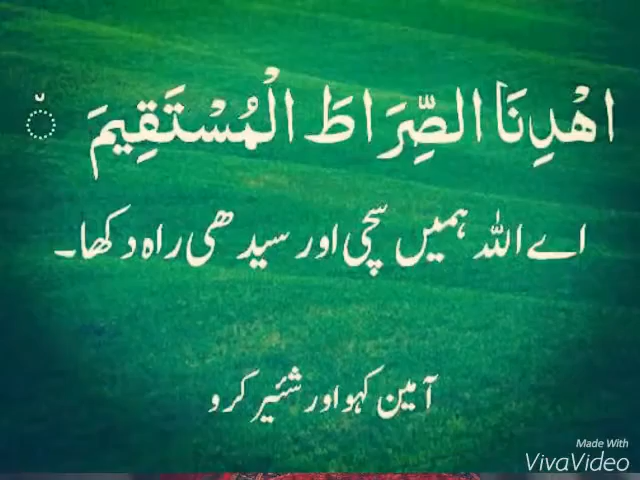 اهْدِنَا الصِّرَاطَ الْمُسْتَقِيمَ
اے اللہ ہمیں سچی اور سیدھی راہ دکھا۔
آمین کہو اور شئیر کرو
Made With
VivaVideo